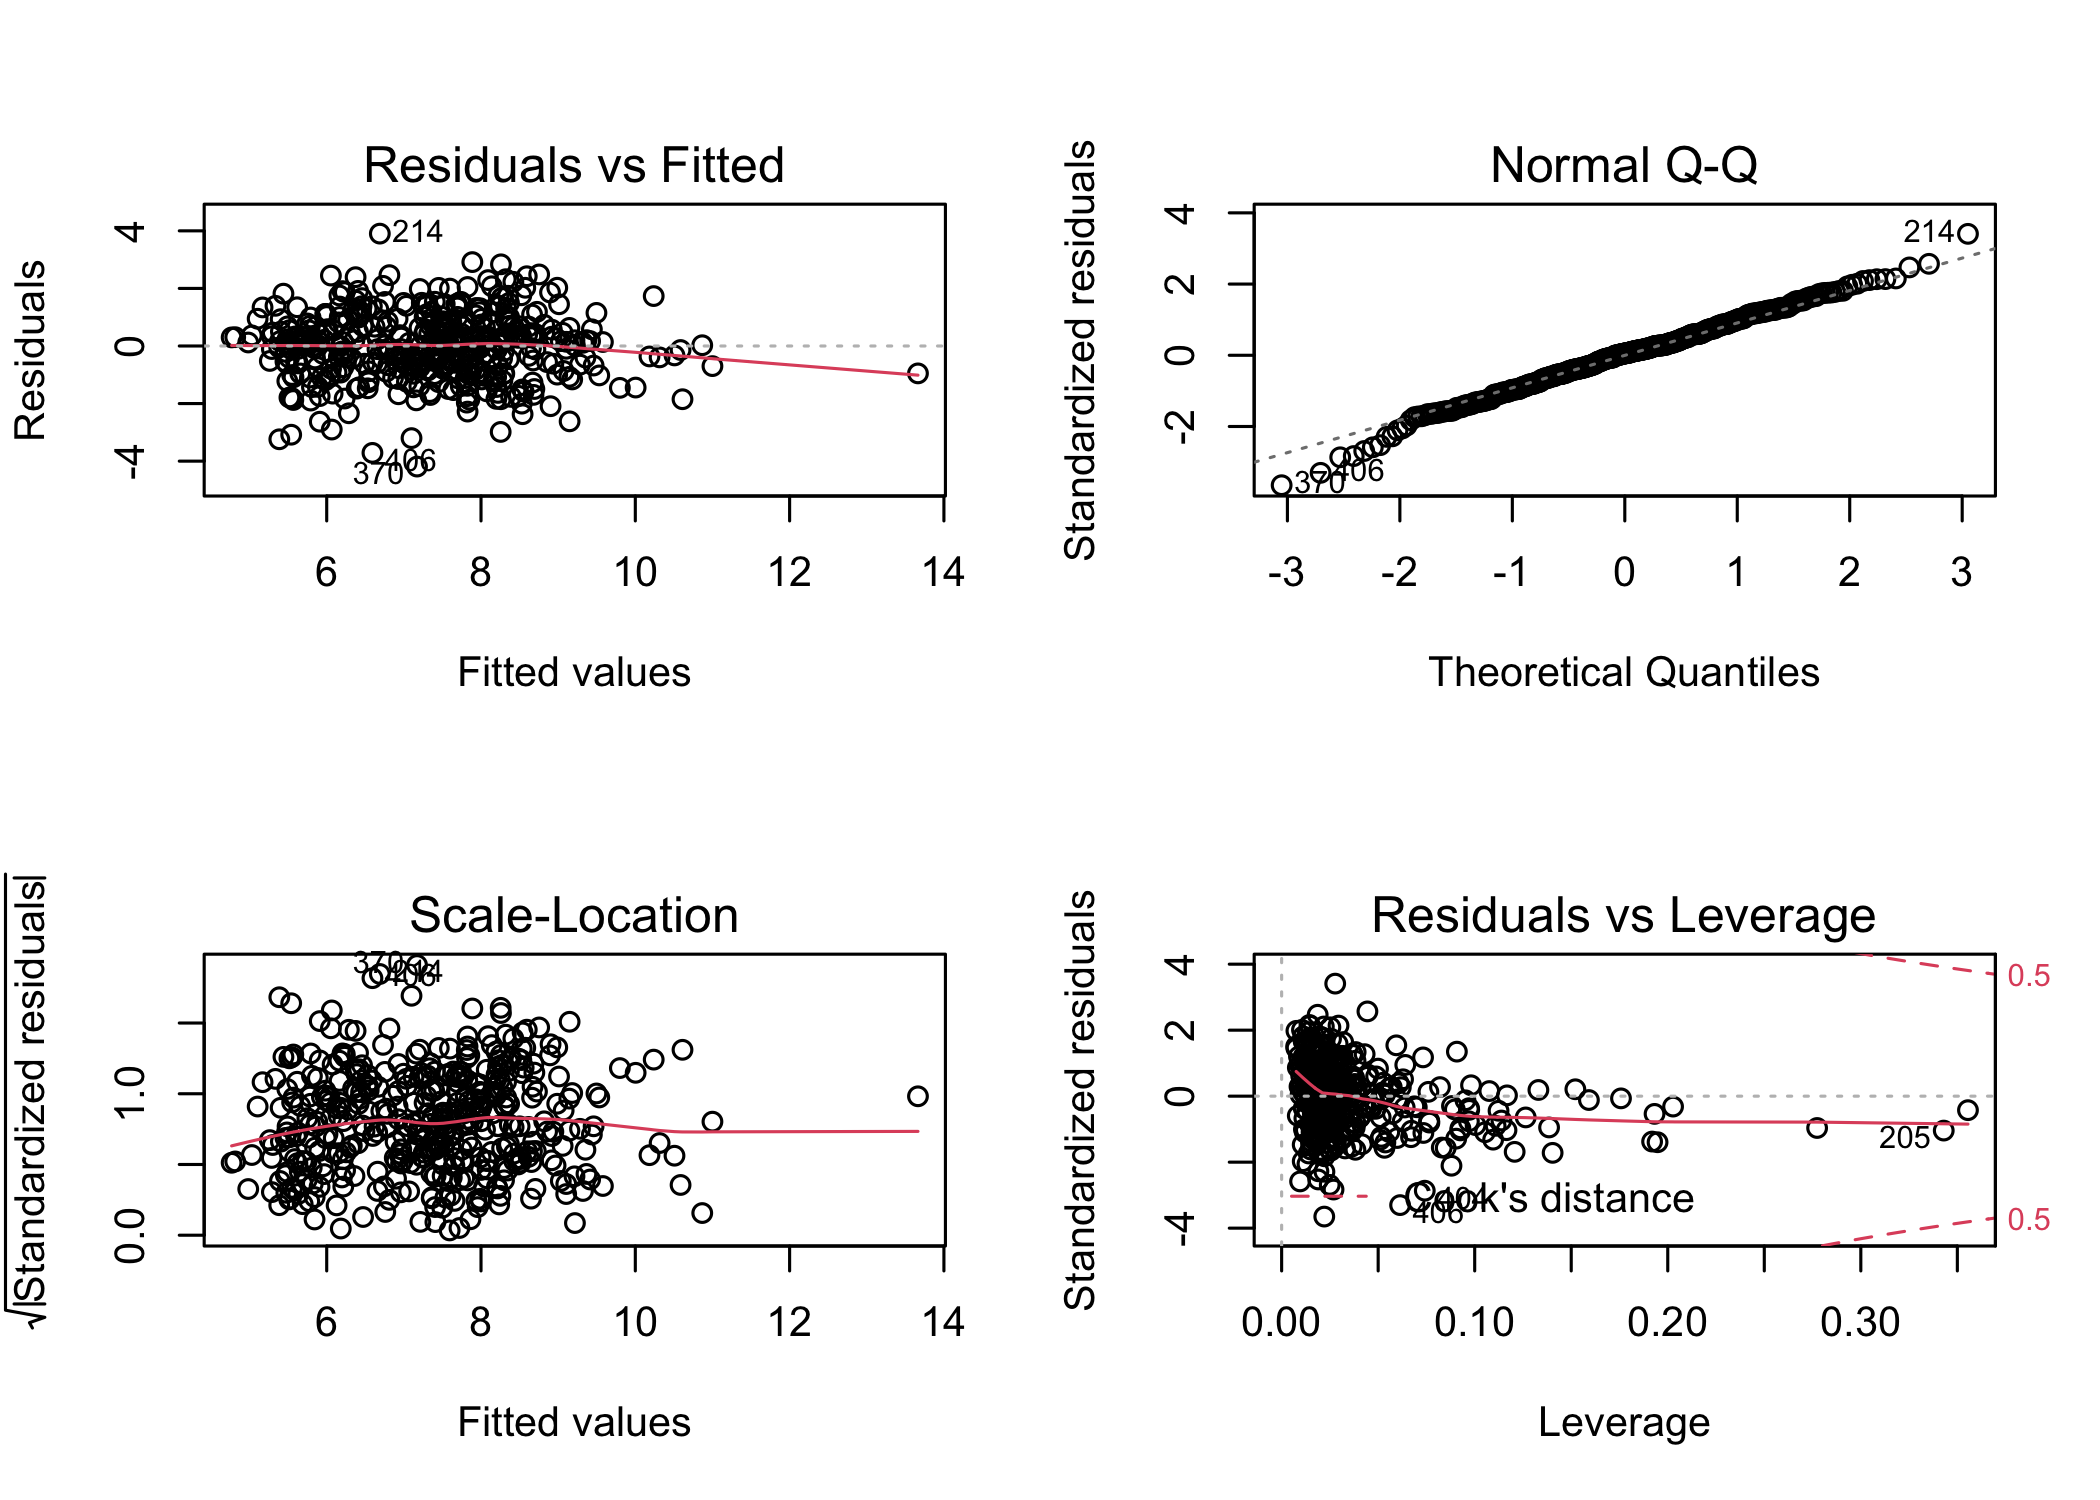 Residuals vs Fitted
Residuals
4
0
-4
214
406
370
6 8 10 12 14
Fitted values
Normal Q-Q
Standardized residuals
4
2
0
-2
214
406
370
-3 -2 -1 0 1 2 3
Theoretical Quantiles
Scale-Location
√|Standardized residuals|
1.0
0.0
370
214
406
6 8 10 12 14
Fitted values
Residuals vs Leverage
Standardized residuals
4
2
0
-4
0.5
205
Cook's distance
404
406
0.5
0.00 0.10 0.20 0.30
Leverage